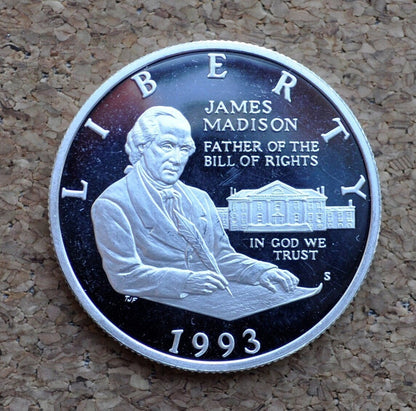 LIBERTY
JAMES
MADISON
FATHER OF THE
BILL OF RIGHTS
IN GOD WE
TRUST
S
TJF
1993